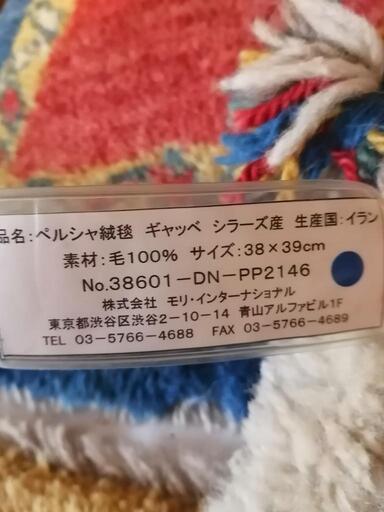 品名:ペルシャ絨毯 ギャッベ シラーズ産 生産国:イラン
素材:毛100% サイズ:38×39cm
No.38601-DN-PP2146
株式会社 モリ・インターナショナル
東京都渋谷区渋谷2-10-14 青山アルファビル1F
TEL 03-5766-4688 FAX 03-5766-4689